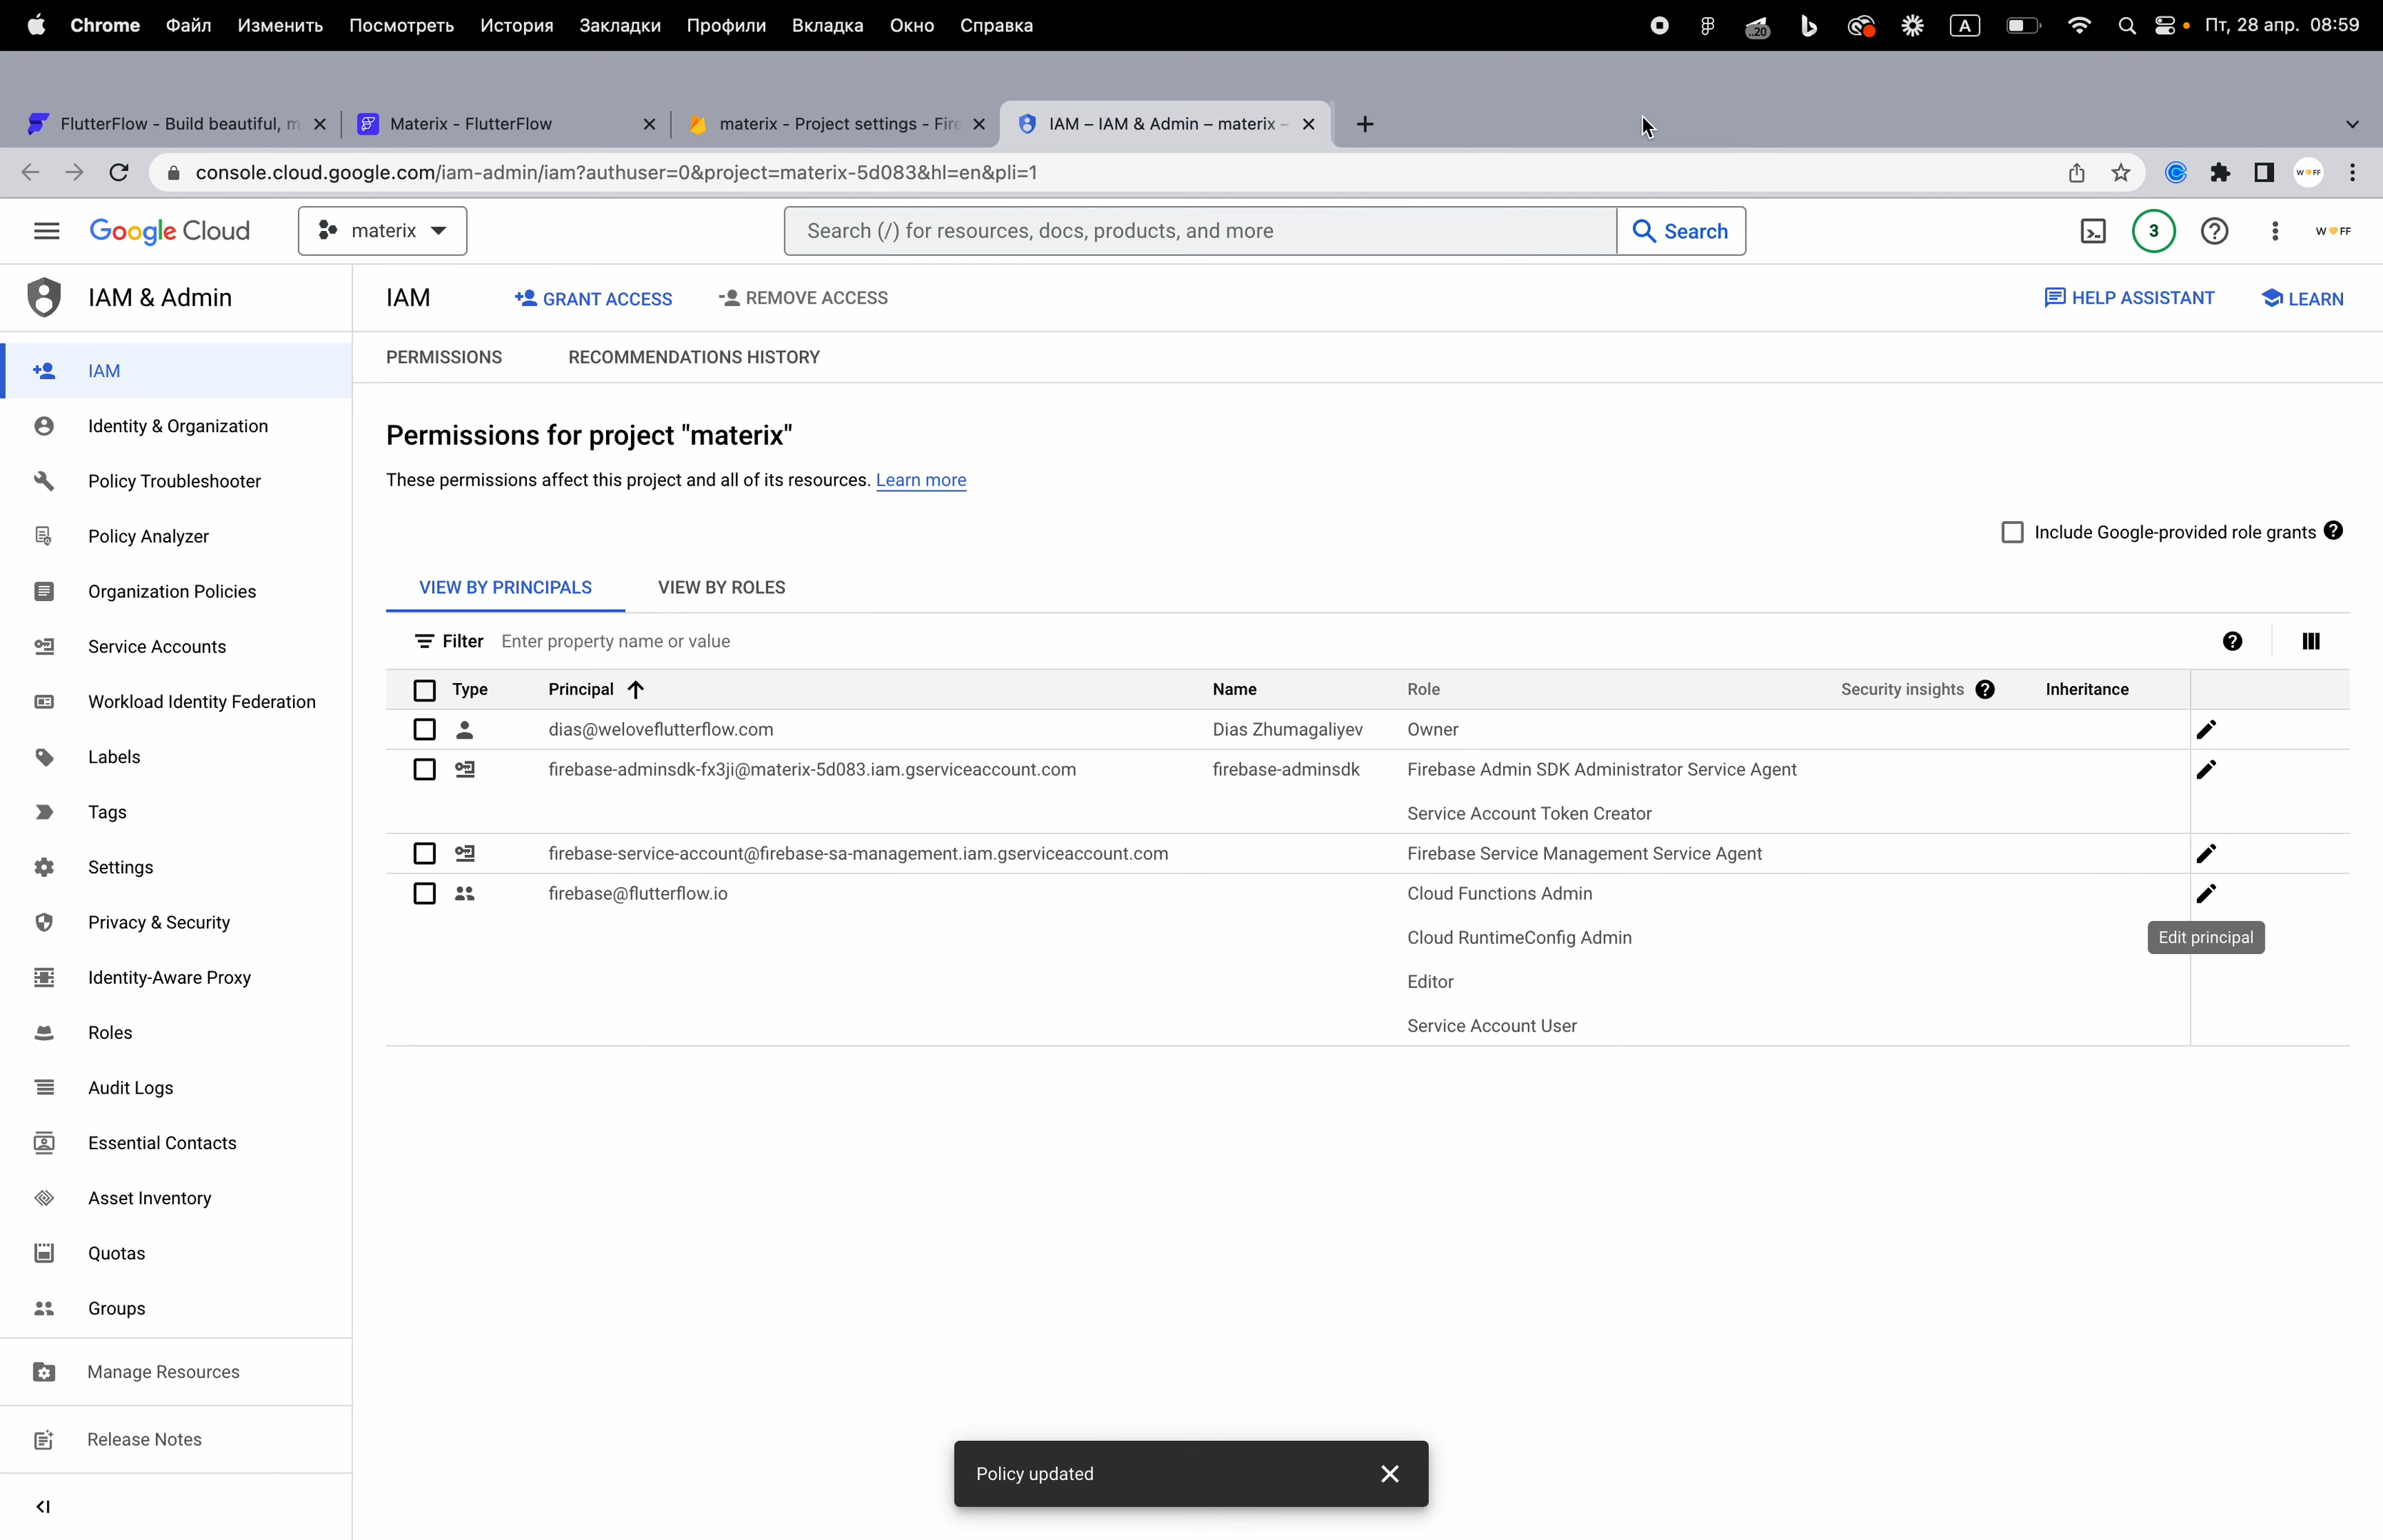 Chrome Файл Изменить Посмотреть История Закладки Профили Вкладка Окно Справка ..20 A Пт, 28 апр. 08:59
FlutterFlow - Build beautiful, m Materix - FlutterFlow materix - Project settings - Fire IAM – IAM & Admin – materix –
console.cloud.google.com/iam-admin/iam?authuser=0&project=materix-5d083&hl=en&pli=1 W FF
Google Cloud materix Search (/) for resources, docs, products, and more Search 3 W FF
IAM & Admin IAM GRANT ACCESS REMOVE ACCESS HELP ASSISTANT LEARN
IAM
Identity & Organization
Policy Troubleshooter
Policy Analyzer
Organization Policies
Service Accounts
Workload Identity Federation
Labels
Tags
Settings
Privacy & Security
Identity-Aware Proxy
Roles
Audit Logs
Essential Contacts
Asset Inventory
Quotas
Groups
Manage Resources
Release Notes
PERMISSIONS RECOMMENDATIONS HISTORY
Permissions for project "materix"
These permissions affect this project and all of its resources. Learn more
Include Google-provided role grants
VIEW BY PRINCIPALS VIEW BY ROLES
Filter Enter property name or value
Type Principal Name Role Security insights Inheritance
dias@weloveflutterflow.com Dias Zhumagaliyev Owner
firebase-adminsdk-fx3ji@materix-5d083.iam.gserviceaccount.com firebase-adminsdk Firebase Admin SDK Administrator Service Agent
Service Account Token Creator
firebase-service-account@firebase-sa-management.iam.gserviceaccount.com Firebase Service Management Service Agent
firebase@flutterflow.io Cloud Functions Admin
Cloud RuntimeConfig Admin Edit principal
Editor
Service Account User
Policy updated